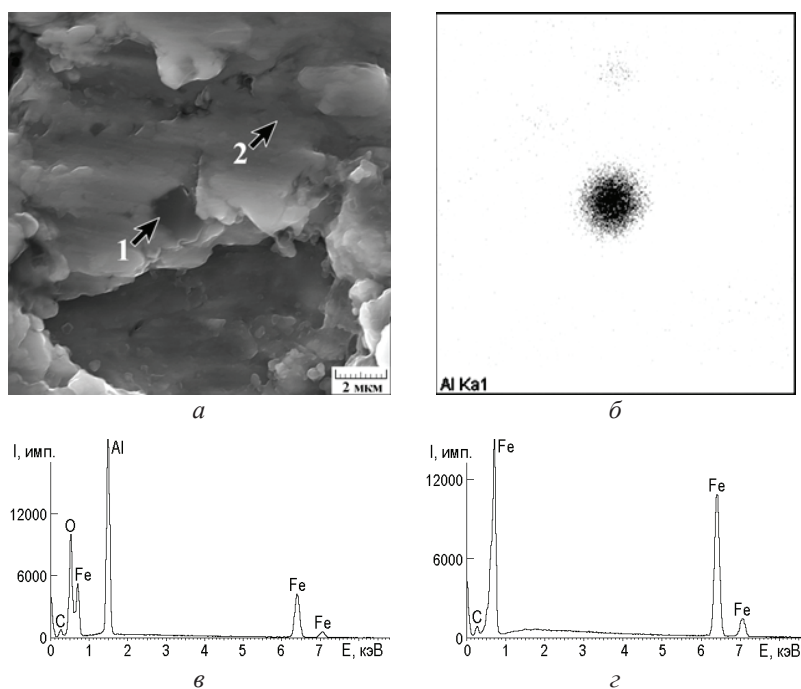 1
2
2 мкм
а
Al Ka1
б
I, имп.
12000
6000
0
C
O
Fe
Al
Fe
Fe
0 1 2 3 4 5 6 7 E, кэВ
в
I, имп.
12000
6000
0
C
Fe
Fe
Fe
0 1 2 3 4 5 6 7 E, кэВ
г